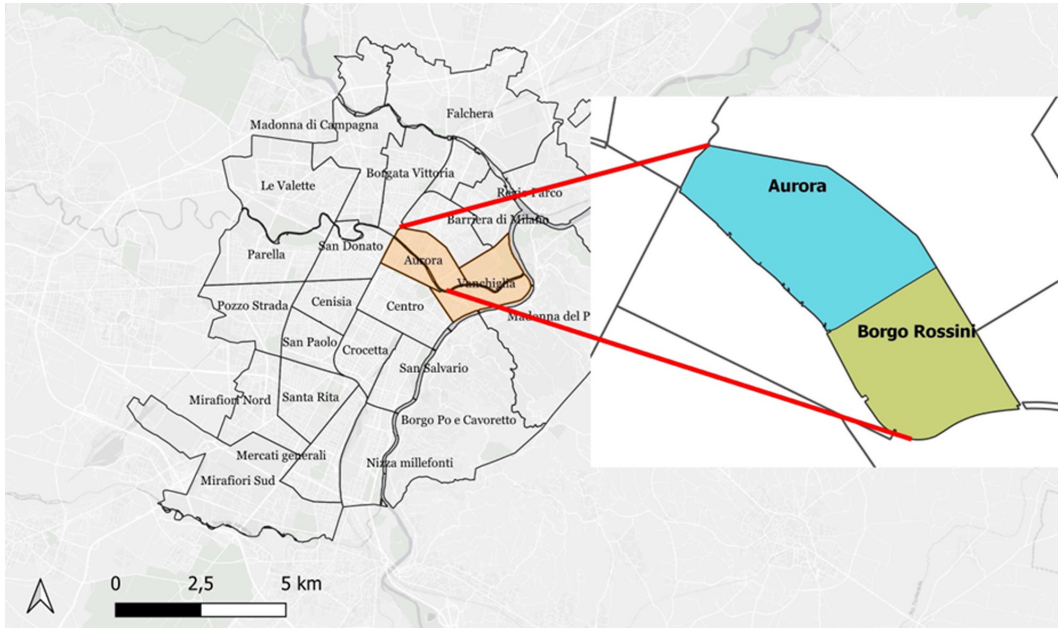 Falchera
Madonna di Campagna
Borgata Vittoria
Le Valette
Regio Parco
Barriera di Milano
San Donato
Parella
Aurora
Vanchiglia
Pozzo Strada
Cenisia
Centro
Madonna del P
San Paolo
Crocetta
San Salvario
Mirafiori Nord
Santa Rita
Borgo Po e Cavoretto
Mercati generali
Nizza millefonti
Mirafiori Sud
Aurora
Borgo Rossini
0 2,5 5 km